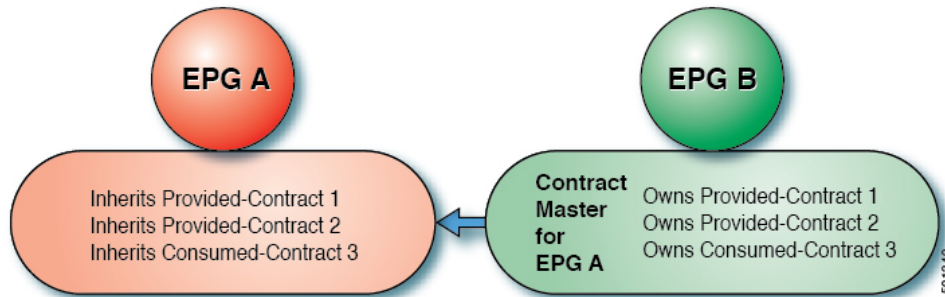 EPG A
EPG B
Inherits Provided-Contract 1
Inherits Provided-Contract 2
Inherits Consumed-Contract 3
Contract
Master
for
EPG A
Owns Provided-Contract 1
Owns Provided-Contract 2
Owns Consumed-Contract 3